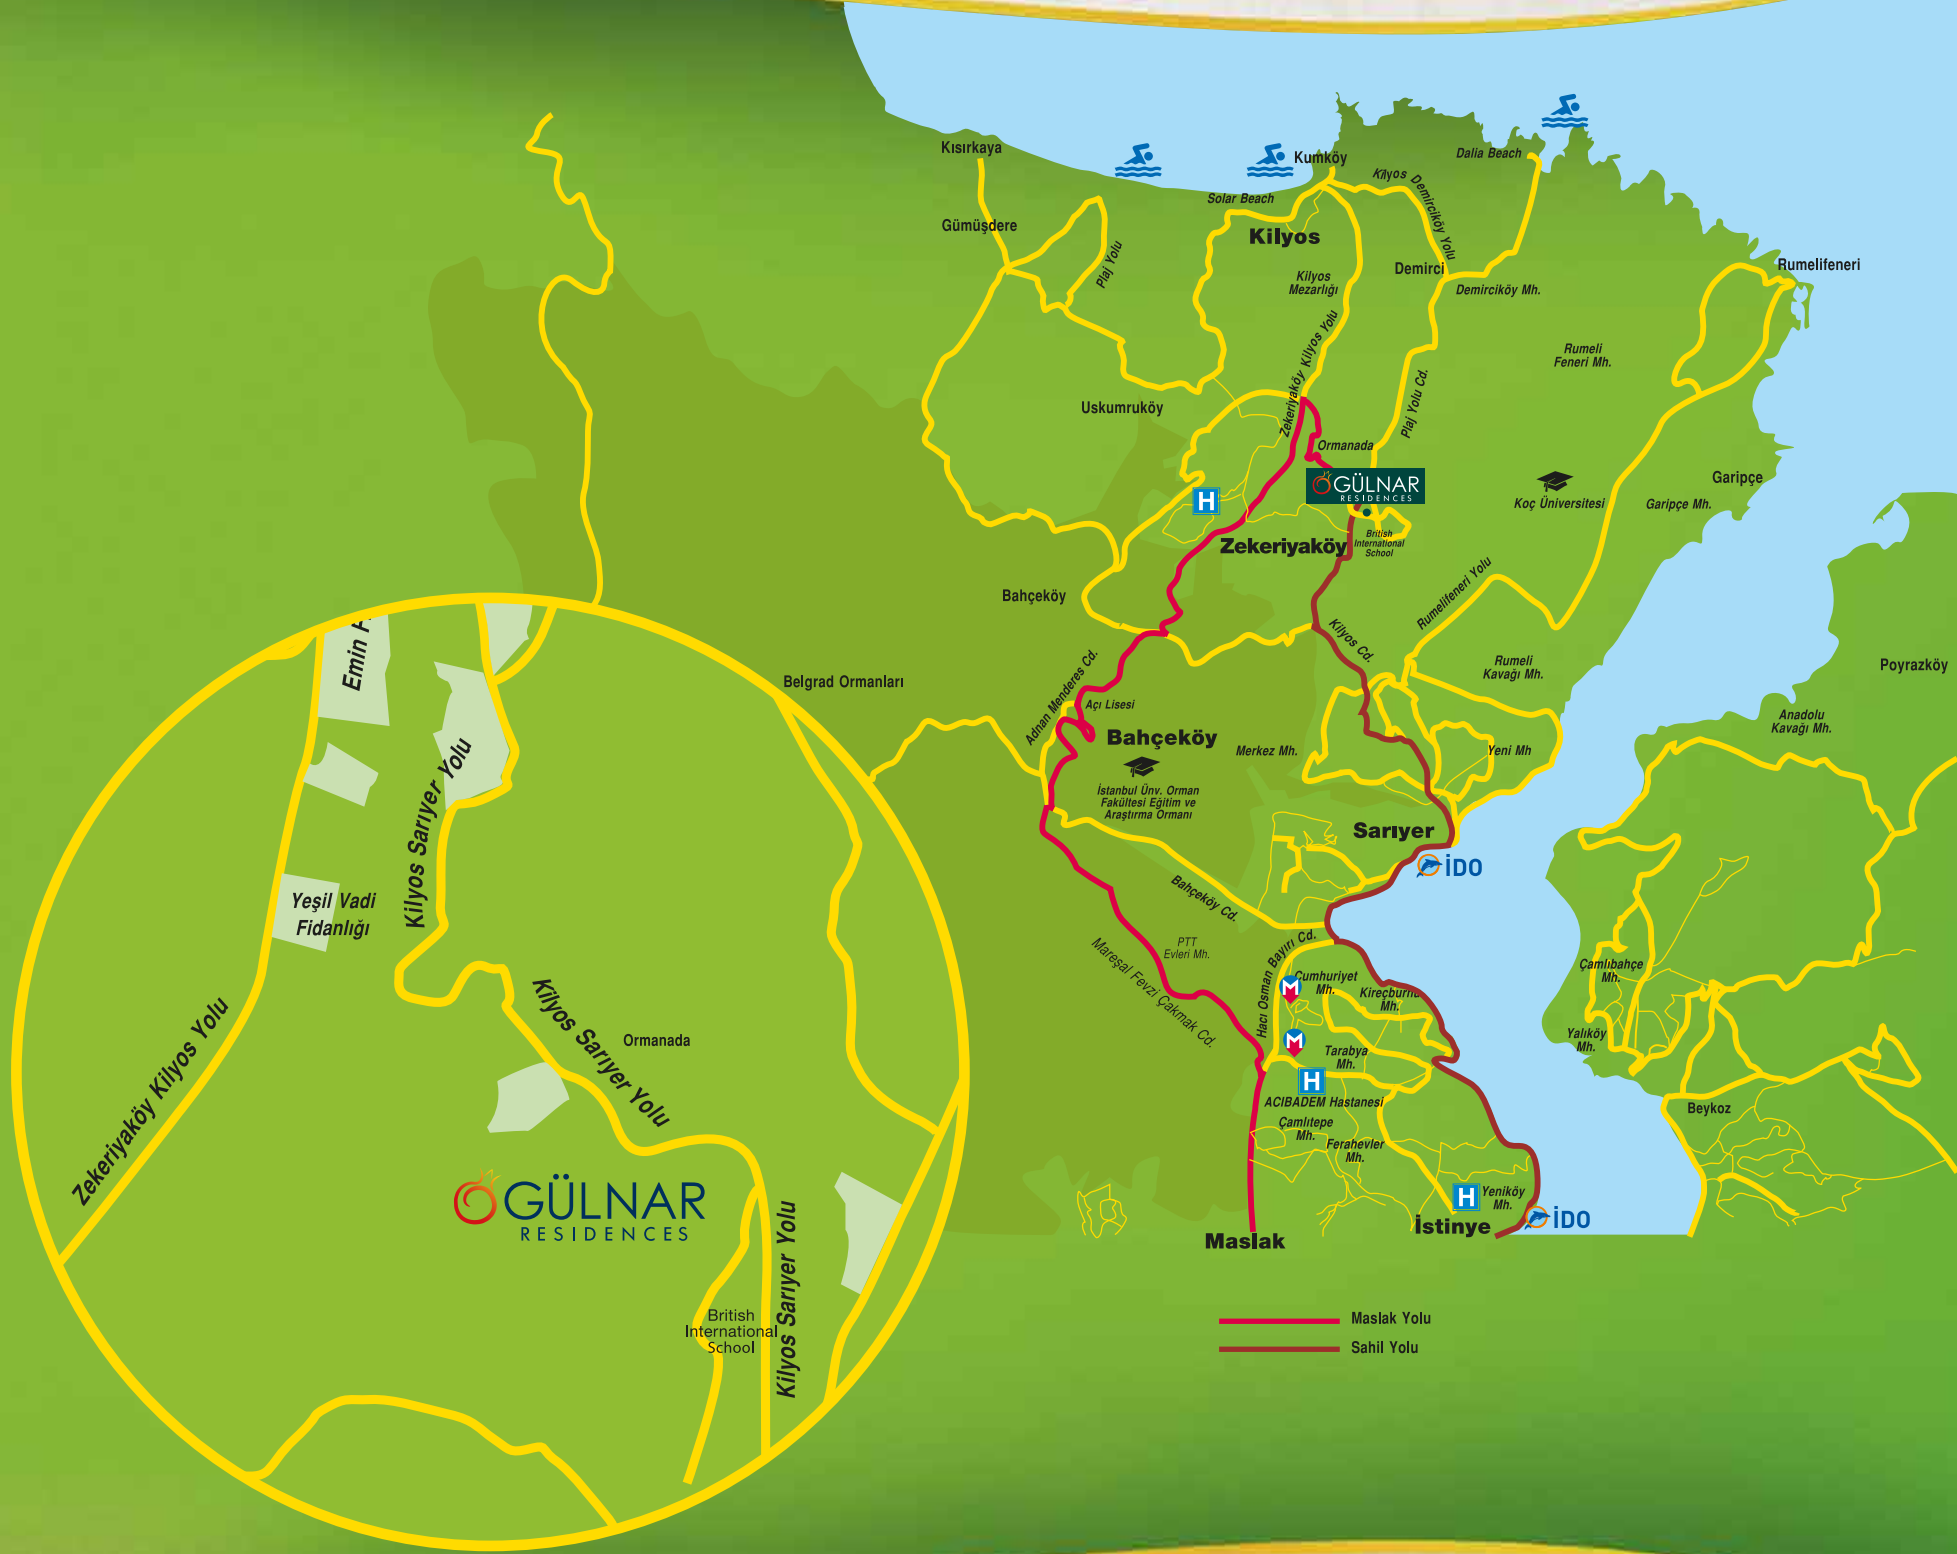 Kısırkaya
Kumköy
Dalia Beach
Solar Beach
Kilyos Demirciköy Yolu
Gümüşdere
Kilyos
Plaj Yolu
Kilyos
Mezarlığı
Demirci
Demirciköy Mh.
Rumelifeneri
Zekeriyaköy Kilyos Yolu
Rumeli
Feneri Mh.
Uskumruköy
Plaj Yolu Cd.
Ormanada
GÜLNAR
RESIDENCES
H
Koç Üniversitesi
Garipçe
Garipçe Mh.
Zekeriyaköy
British
International
School
Bahçeköy
Rumelifeneri Yolu
Kilyos Cd.
Rumeli
Kavağı Mh.
Poyrazköy
Belgrad Ormanları
Adnan Menderes Cd.
Açı Lisesi
Anadolu
Kavağı Mh.
Bahçeköy
Merkez Mh.
Yeni Mh
İstanbul Ünv. Orman
Fakültesi Eğitim ve
Araştırma Ormanı
Sarıyer
İDO
Bahçeköy Cd.
PTT
Evleri Mh.
Mareşal Fevzi Çakmak Cd.
Hacı Osman Bayırı Cd.
M
Cumhuriyet
Mh.
Kireçburnu
Mh.
M
Tarabya
Mh.
H
ACIBADEM Hastanesi
Çamlıtepe
Mh.
Ferahevler
Mh.
Çamlıbahçe
Mh.
Yalıköy
Mh.
Beykoz
H
Yeniköy
Mh.
İstinye
İDO
Maslak
Maslak Yolu
Sahil Yolu
Emin
Kilyos Sarıyer Yolu
Yeşil Vadi
Fidanlığı
Zekeriyaköy Kilyos Yolu
Kilyos Sarıyer Yolu
Ormanada
GÜLNAR
RESIDENCES
Kilyos Sarıyer Yolu
British
International
School